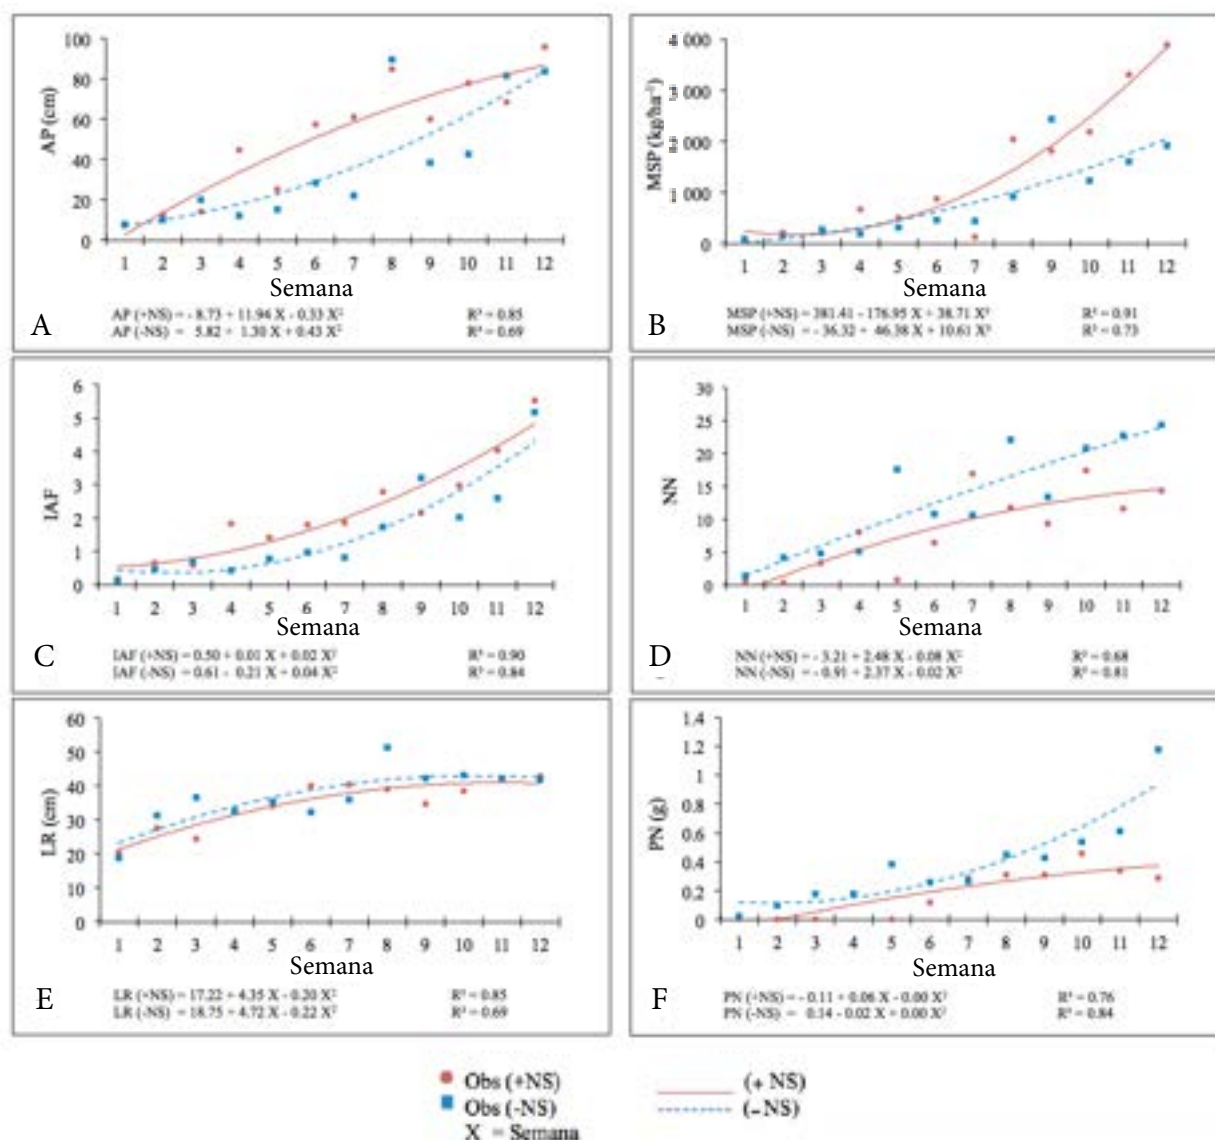 100
80
60
40
20
0
AP (cm)
1 2 3 4 5 6 7 8 9 10 11 12
Semana
A
AP (+NS) = - 8.73 + 11.94 X - 0.33 X² R² = 0.85
AP (-NS) = 5.82 + 1.30 X + 0.43 X² R² = 0.69
000
000
000
000
0
MSP (kg/ha⁻¹)
1 2 3 4 5 6 7 8 9 10 11 12
Semana
B
MSP (+NS) = 381.41 - 176.95 X + 38.71 X² R² = 0.91
MSP (-NS) = - 36.32 + 46.38 X + 10.61 X² R² = 0.73
6
5
4
3
2
1
0
IAF
1 2 3 4 5 6 7 8 9 10 11 12
Semana
C
IAF (+NS) = 0.50 + 0.01 X + 0.02 X² R² = 0.90
IAF (-NS) = 0.61 - 0.21 X + 0.04 X² R² = 0.84
30
25
20
15
10
5
0
NN
1 2 3 4 5 6 7 8 9 10 11 12
Semana
D
NN (+NS) = - 3.21 + 2.48 X - 0.08 X² R² = 0.68
NN (-NS) = - 0.91 + 2.37 X - 0.02 X² R² = 0.81
60
50
40
30
20
10
0
LR (cm)
1 2 3 4 5 6 7 8 9 10 11 12
Semana
E
LR (+NS) = 17.22 + 4.35 X - 0.20 X² R² = 0.85
LR (-NS) = 18.75 + 4.72 X - 0.22 X² R² = 0.69
1.4
1.2
1
0.8
0.6
0.4
0.2
0
PN (g)
1 2 3 4 5 6 7 8 9 10 11 12
Semana
F
PN (+NS) = - 0.11 + 0.06 X - 0.00 X² R² = 0.76
PN (-NS) = 0.14 - 0.02 X + 0.00 X² R² = 0.84
Obs (+NS) (+ NS)
Obs (-NS) (– NS)
X = Semana